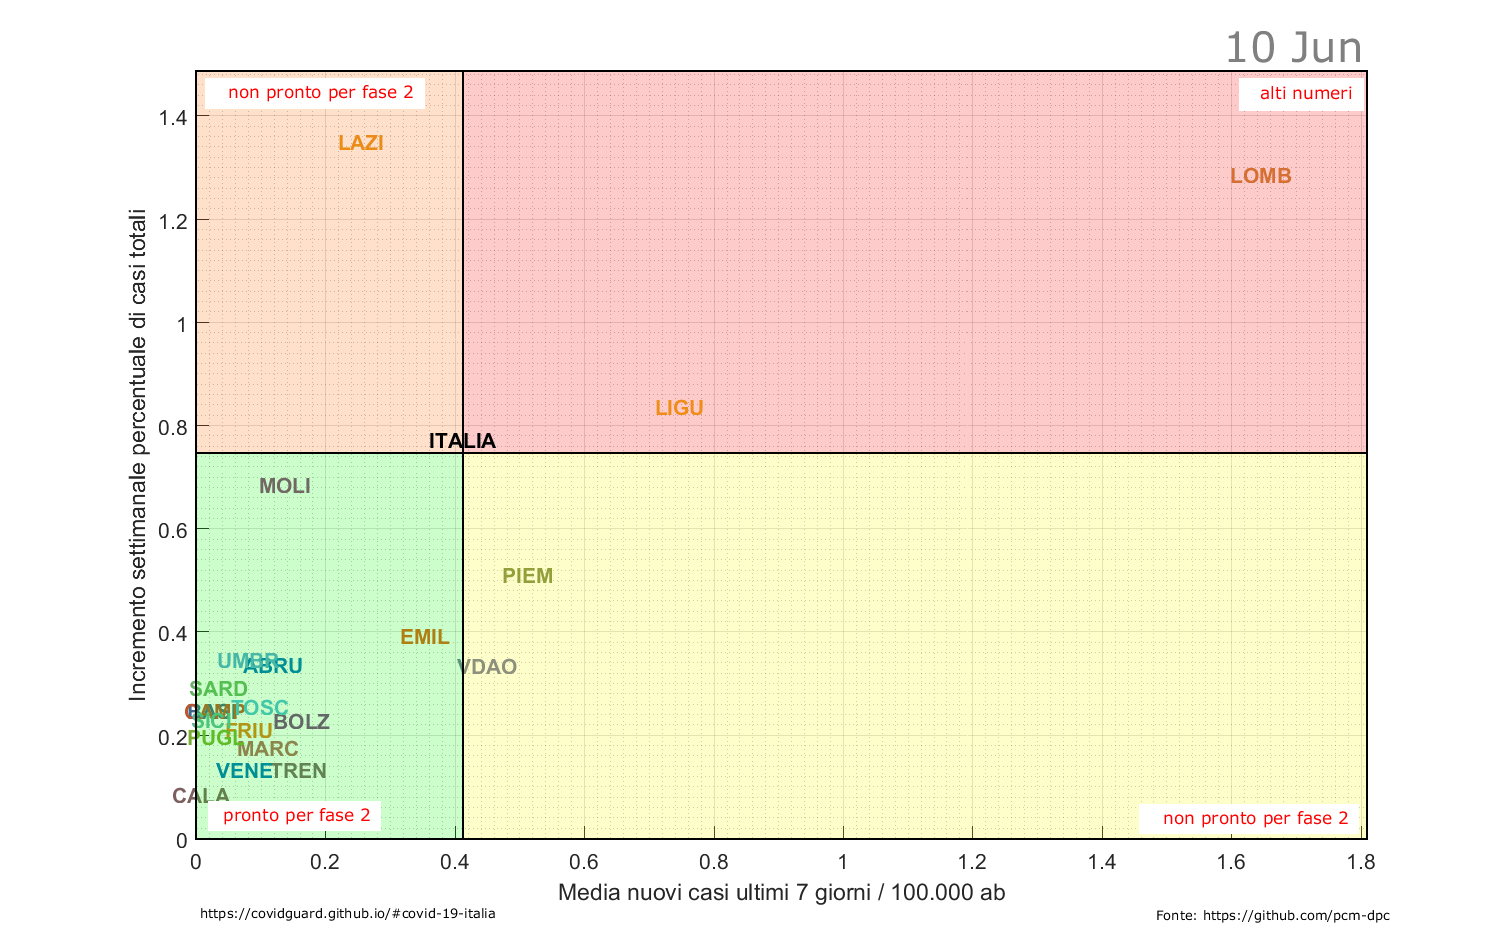 10 Jun
non pronto per fase 2
alti numeri
1.4
LAZI
LOMB
1.2
1
LIGU
0.8
ITALIA
MOLI
0.6
PIEM
0.4
EMIL
UMBR
ABRU
VDAO
SARD
TOSC
CAMP
SICI
BOLZ
FRIU
0.2
PUGL
MARC
VENE
TREN
CALA
pronto per fase 2
non pronto per fase 2
0
0
0.2
0.4
0.6
0.8
1
1.2
1.4
1.6
1.8
Incremento settimanale percentuale di casi totali
Media nuovi casi ultimi 7 giorni / 100.000 ab
https://covidguard.github.io/#covid-19-italia
Fonte: https://github.com/pcm-dpc